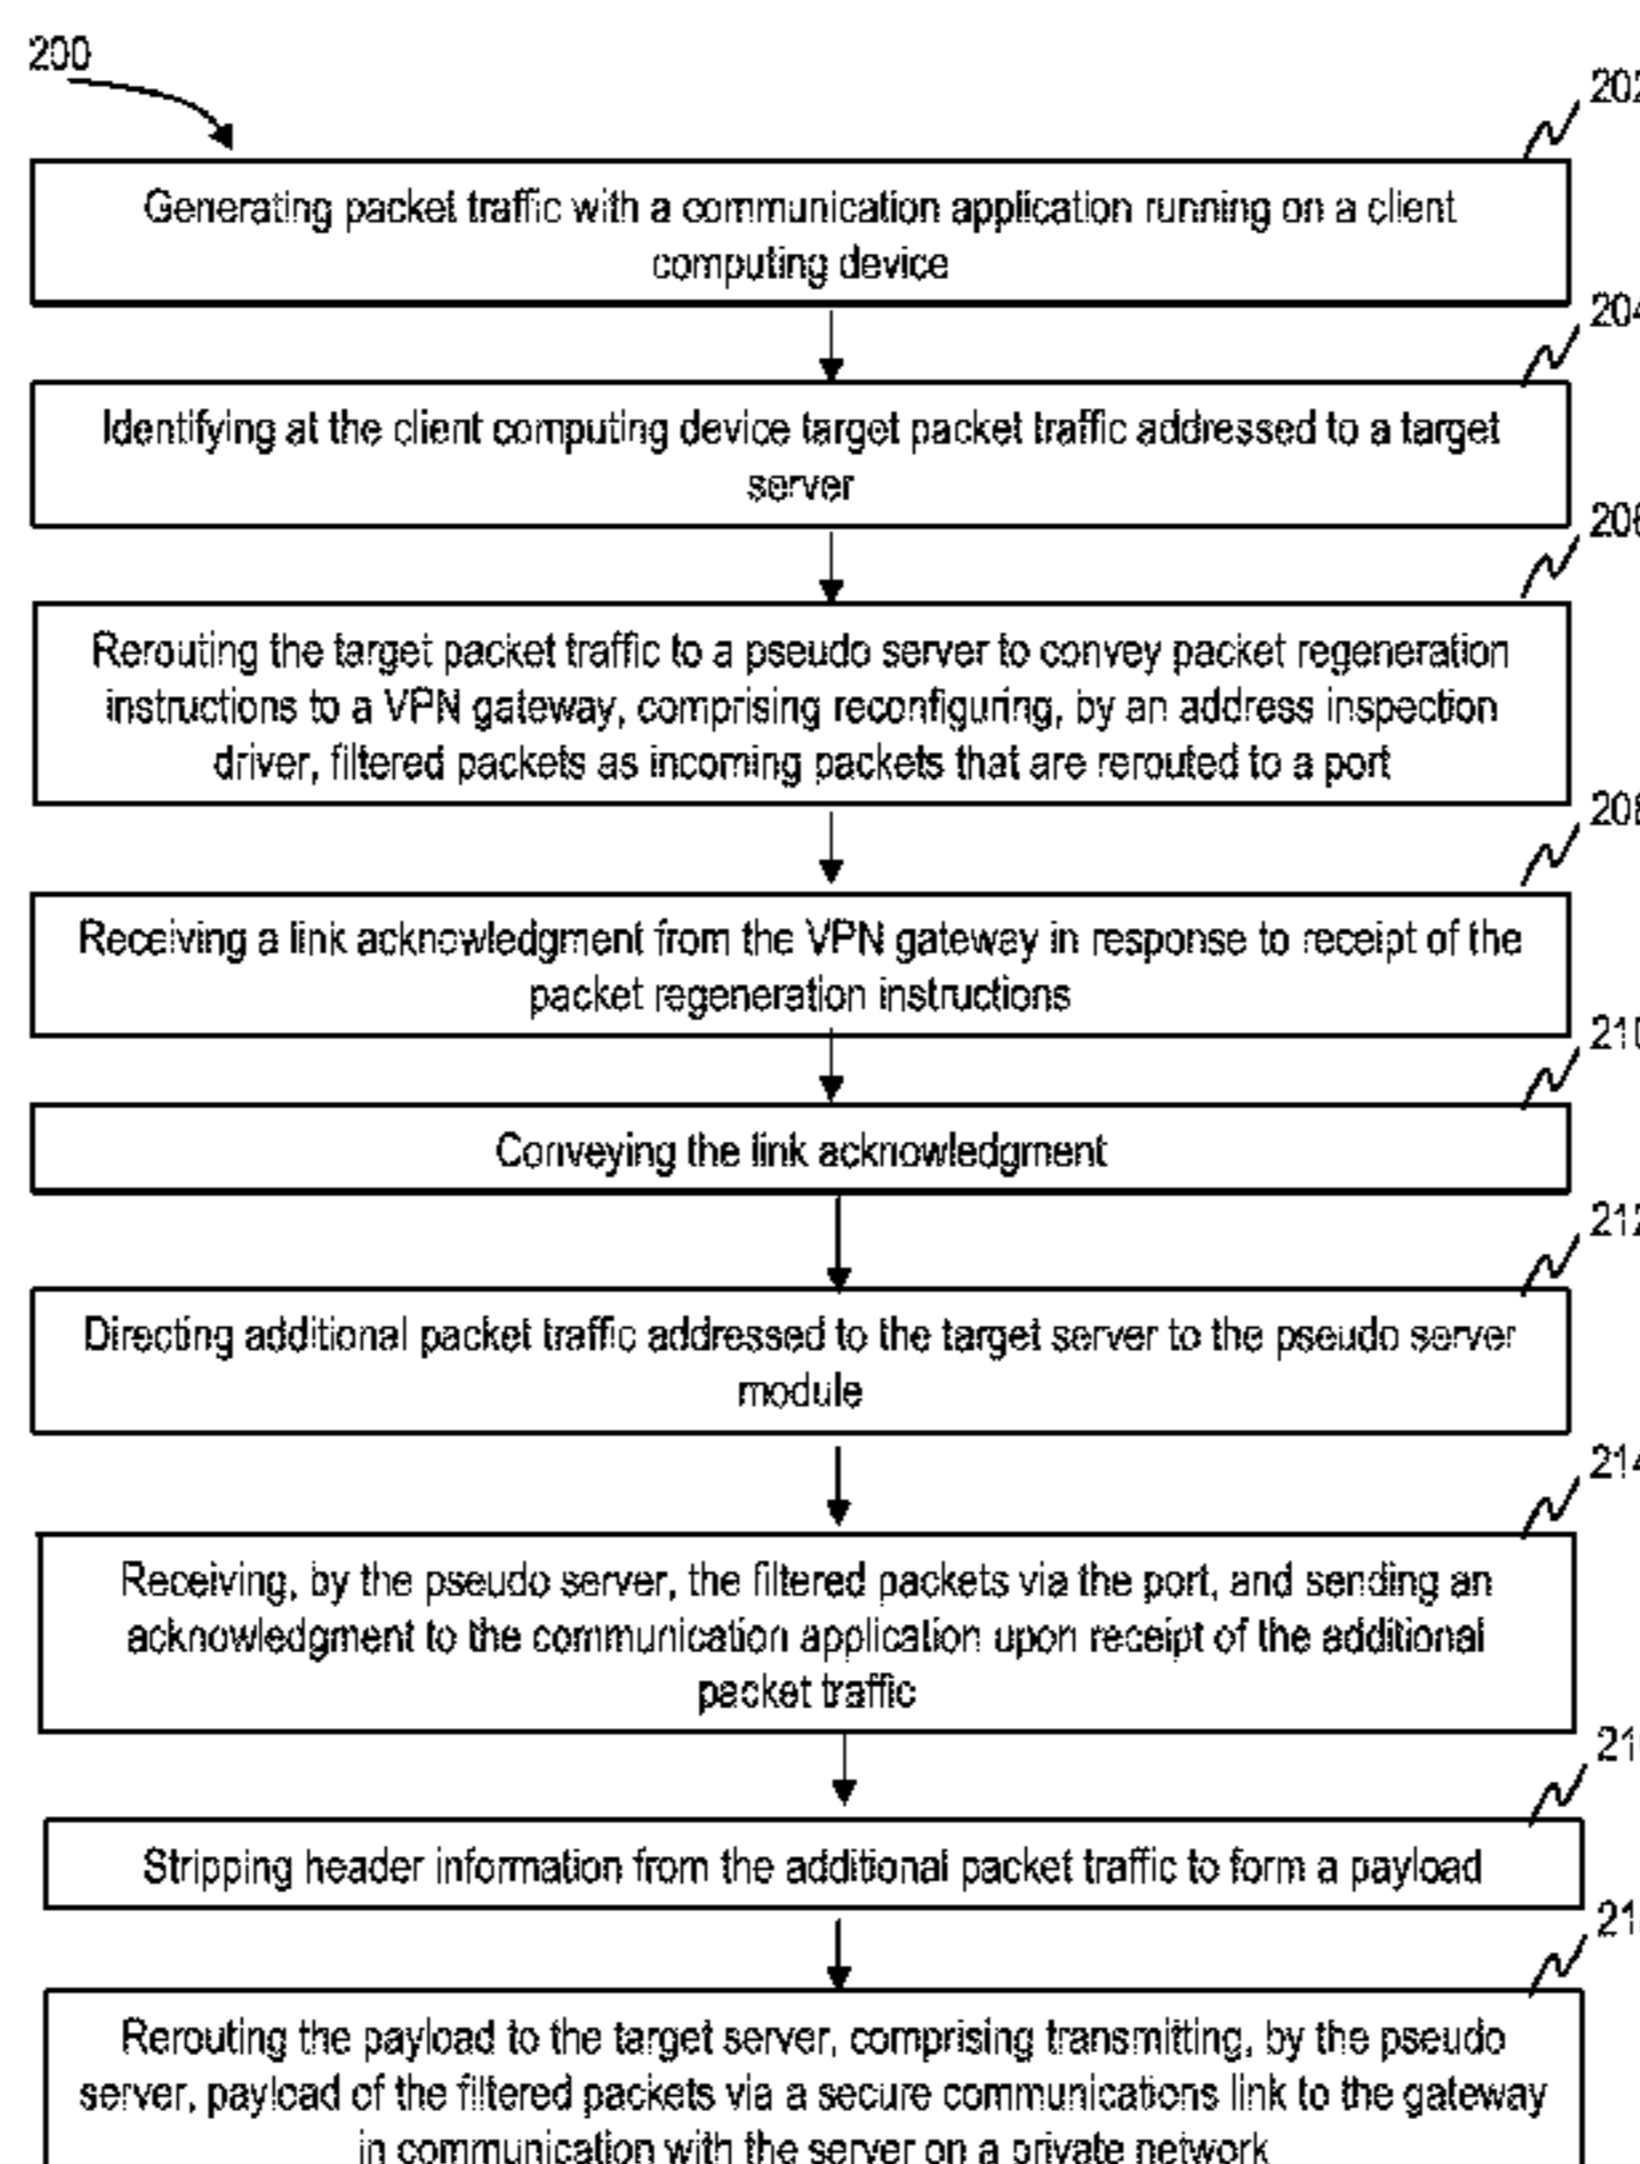 200
202
Generating packet traffic with a communication application running on a client
computing device
204
Identifying at the client computing device target packet traffic addressed to a target
server
206
Rerouting the target packet traffic to a pseudo server to convey packet regeneration
instructions to a VPN gateway, comprising reconfiguring, by an address inspection
driver, filtered packets as incoming packets that are rerouted to a port
208
Receiving a link acknowledgment from the VPN gateway in response to receipt of the
packet regeneration instructions
210
Conveying the link acknowledgment
212
Directing additional packet traffic addressed to the target server to the pseudo server
module
214
Receiving, by the pseudo server, the filtered packets via the port, and sending an
acknowledgment to the communication application upon receipt of the additional
packet traffic
Stripping header information from the additional packet traffic to form a payload
Rerouting the payload to the target server, comprising transmitting, by the pseudo
server, payload of the filtered packets via a secure communications link to the gateway
in communication with the server on a private network